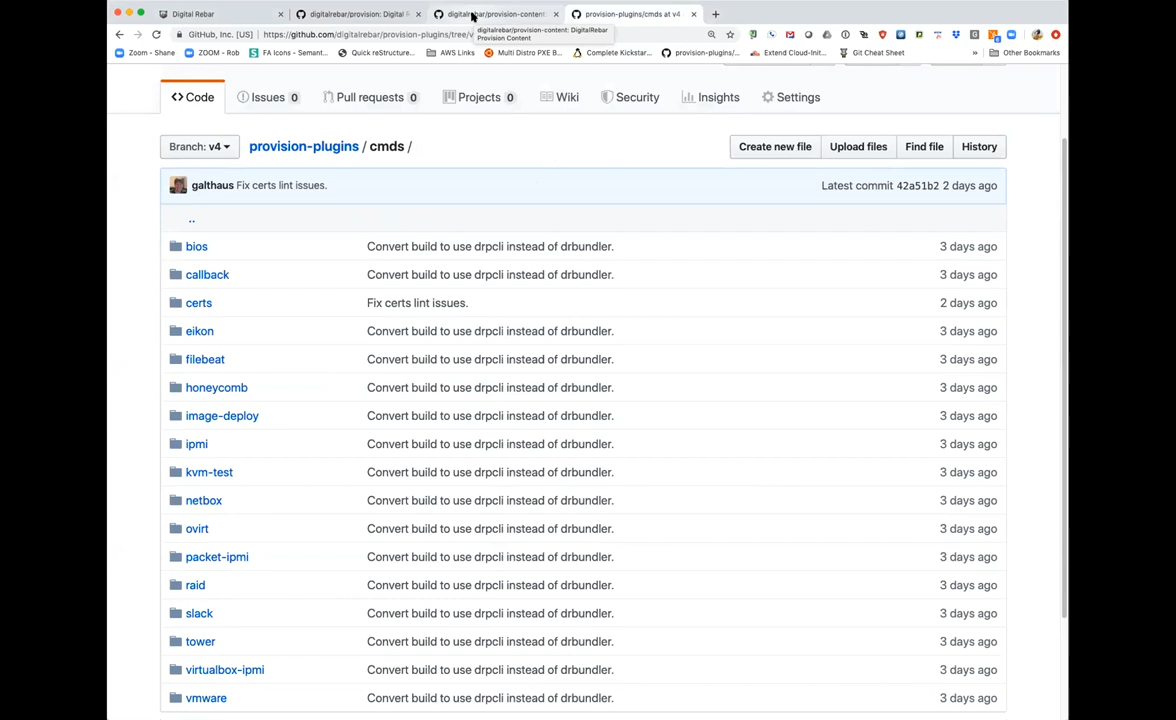 Digital Rebar
digitalrebar/provision: Digital R
digitalrebar/provision-content
provision-plugins/cmds at v4
GitHub, Inc. [US]
https://github.com/digitalrebar/provision-plugins/tree/v
digitalrebar/provision-content: DigitalRebar
Provision Content
Zoom - Share
ZOOM - Rob
FA Icons – Semant...
Quick reStructure...
AWS Links
Multi Distro PXE B...
Complete Kickstar...
provision-plugins/...
Extend Cloud-Init...
Git Cheat Sheet
»
Other Bookmarks
Code
Issues 0
Pull requests 0
Projects 0
Wiki
Security
Insights
Settings
Branch: v4
provision-plugins / cmds /
Create new file
Upload files
Find file
History
galthaus Fix certs lint issues.
Latest commit 42a51b2 2 days ago
..
bios Convert build to use drpcli instead of drbundler. 3 days ago
callback Convert build to use drpcli instead of drbundler. 3 days ago
certs Fix certs lint issues. 2 days ago
eikon Convert build to use drpcli instead of drbundler. 3 days ago
filebeat Convert build to use drpcli instead of drbundler. 3 days ago
honeycomb Convert build to use drpcli instead of drbundler. 3 days ago
image-deploy Convert build to use drpcli instead of drbundler. 3 days ago
ipmi Convert build to use drpcli instead of drbundler. 3 days ago
kvm-test Convert build to use drpcli instead of drbundler. 3 days ago
netbox Convert build to use drpcli instead of drbundler. 3 days ago
ovirt Convert build to use drpcli instead of drbundler. 3 days ago
packet-ipmi Convert build to use drpcli instead of drbundler. 3 days ago
raid Convert build to use drpcli instead of drbundler. 3 days ago
slack Convert build to use drpcli instead of drbundler. 3 days ago
tower Convert build to use drpcli instead of drbundler. 3 days ago
virtualbox-ipmi Convert build to use drpcli instead of drbundler. 3 days ago
vmware Convert build to use drpcli instead of drbundler. 3 days ago